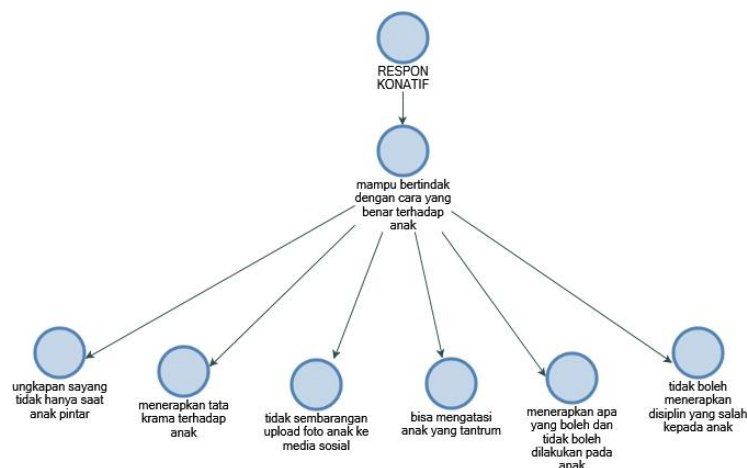 RESPON
KONATIF
mampu bertindak
dengan cara yang
benar terhadap
anak
ungkapan sayang
tidak hanya saat
anak pintar
menerapkan tata
krama terhadap
anak
tidak sembarangan
upload foto anak ke
media sosial
bisa mengatasi
anak yang tantrum
menerapkan apa
yang boleh dan
tidak boleh
dilakukan pada
anak
tidak boleh
menerapkan
disiplin yang salah
kepada anak